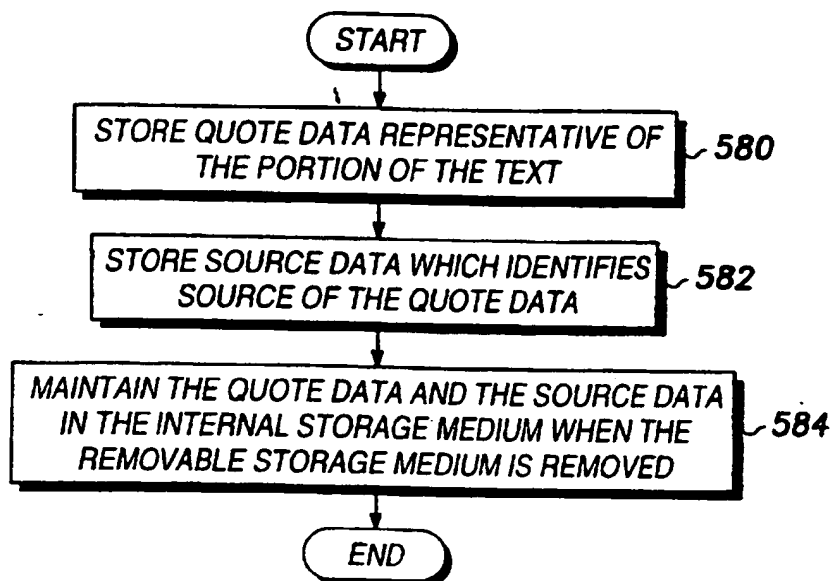 START
STORE QUOTE DATA REPRESENTATIVE OF
THE PORTION OF THE TEXT
580
STORE SOURCE DATA WHICH IDENTIFIES
SOURCE OF THE QUOTE DATA
582
MAINTAIN THE QUOTE DATA AND THE SOURCE DATA
IN THE INTERNAL STORAGE MEDIUM WHEN THE
REMOVABLE STORAGE MEDIUM IS REMOVED
584
END